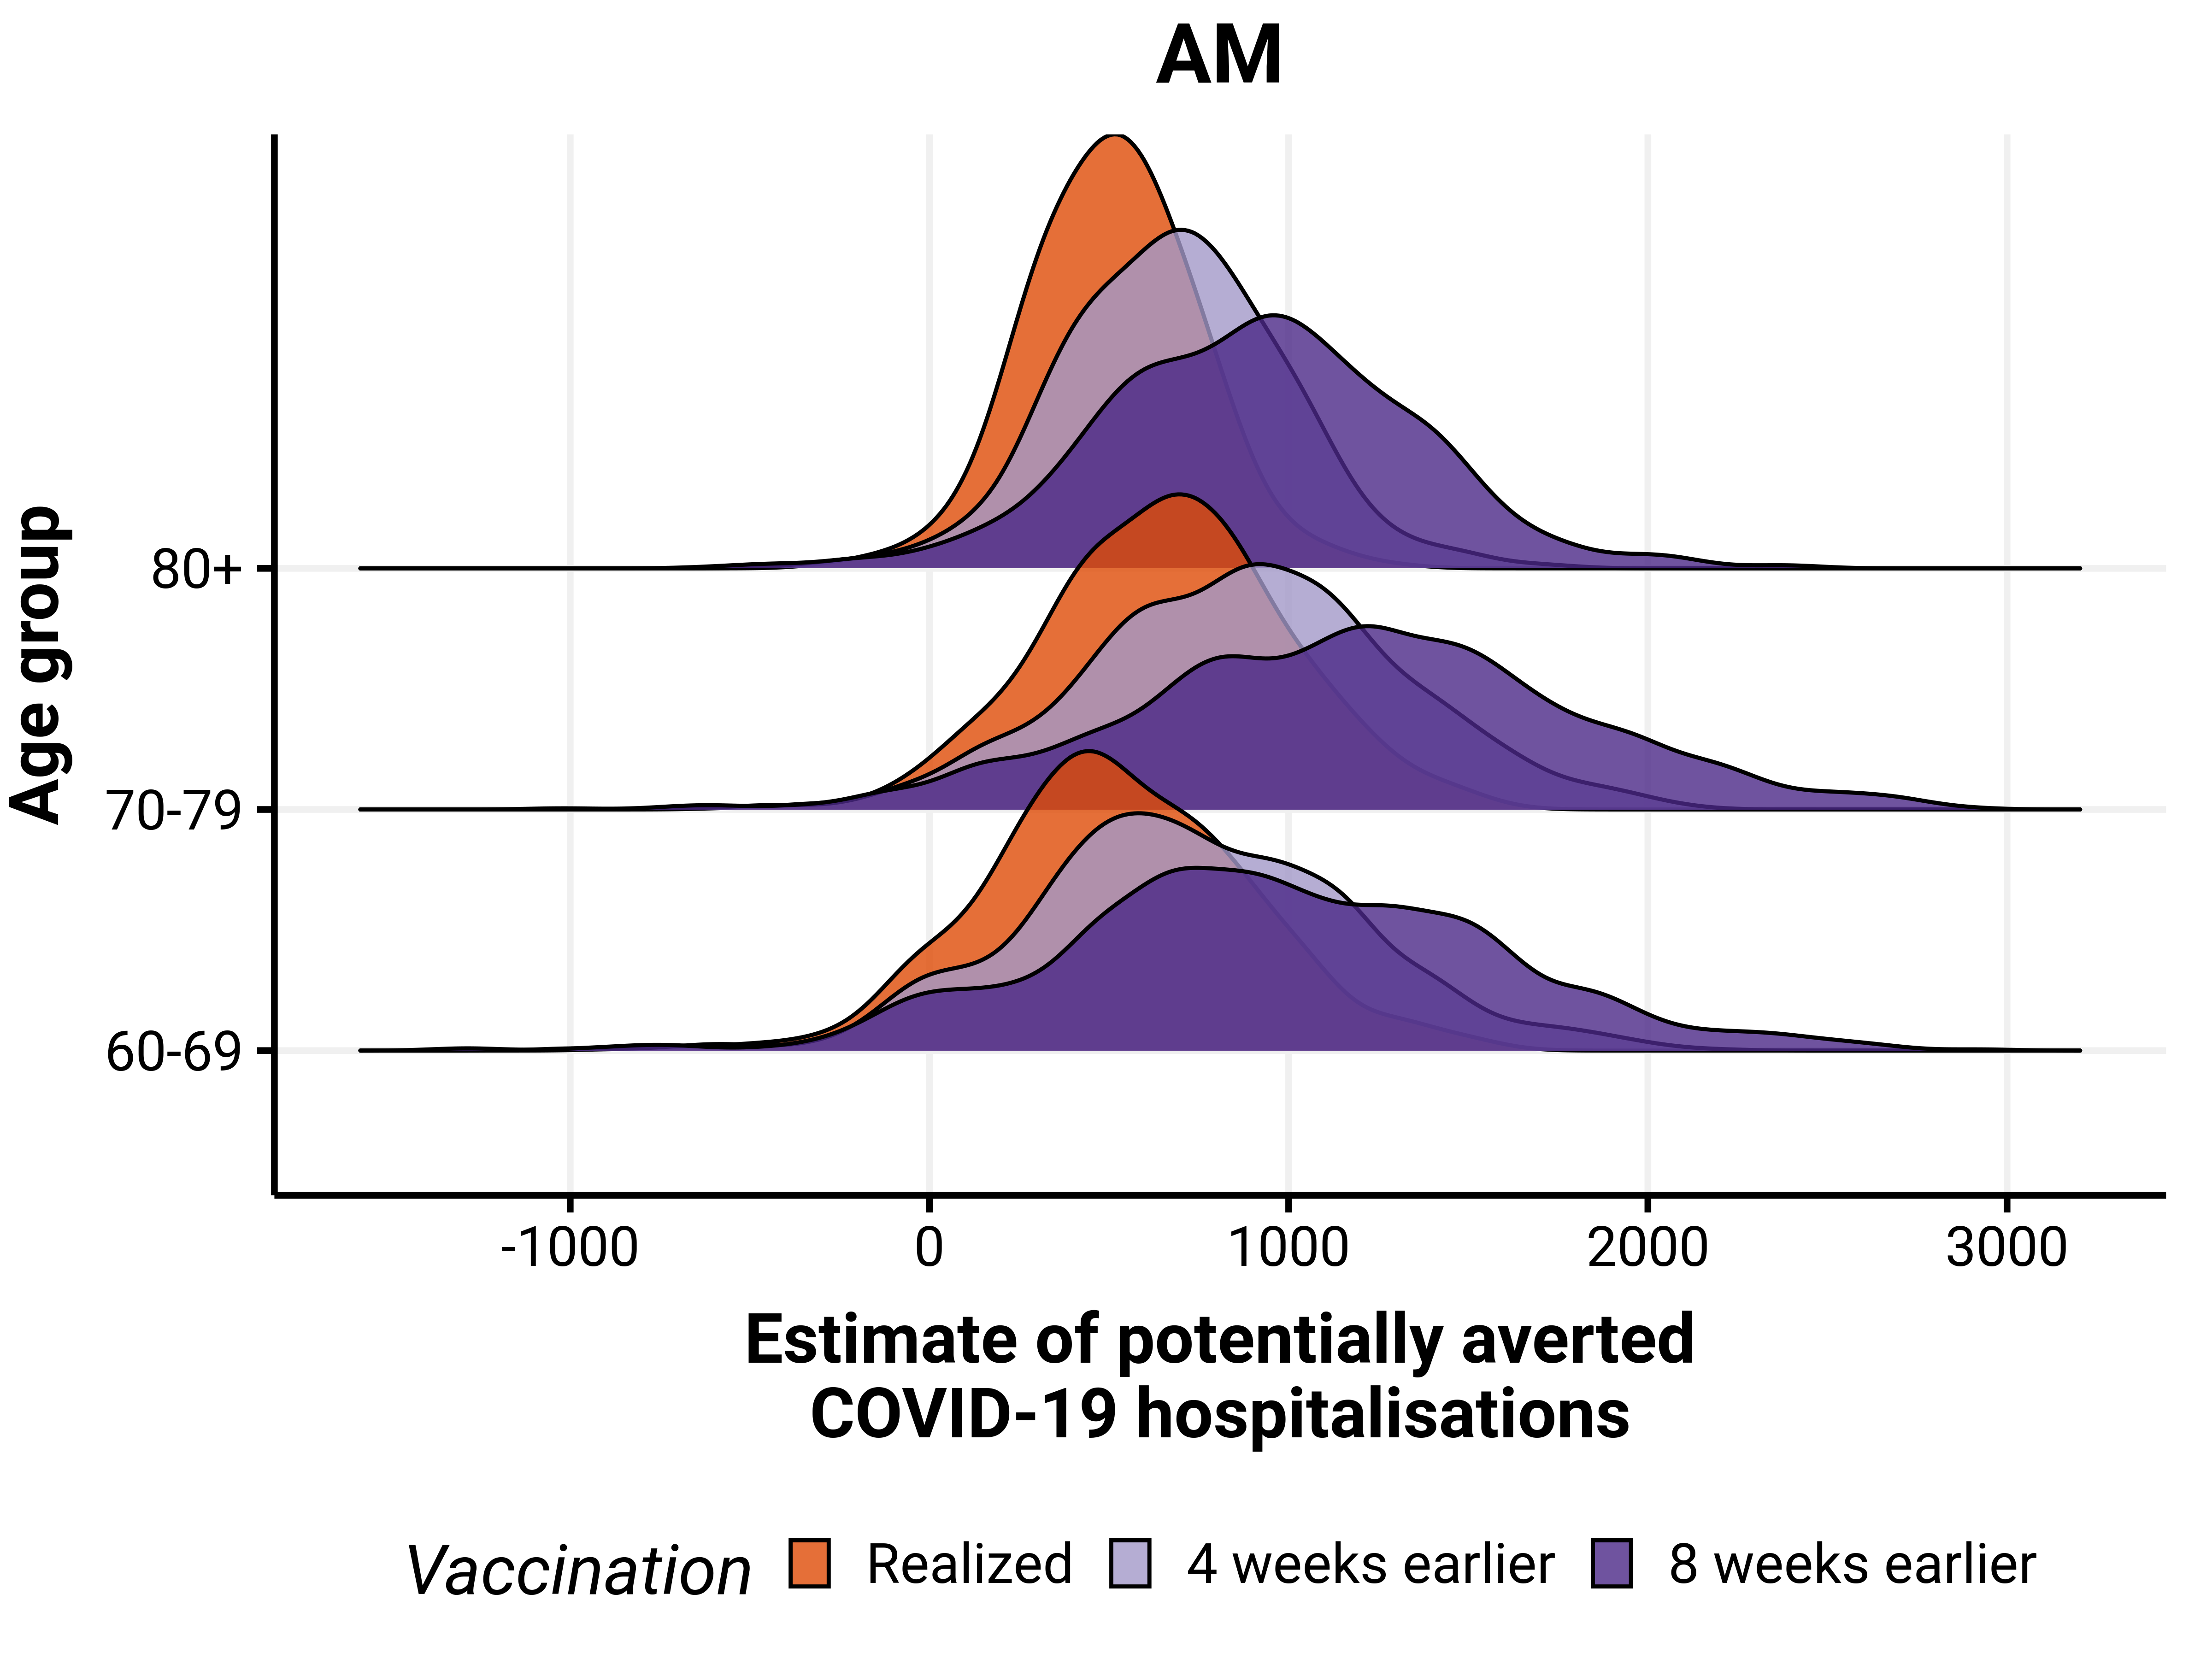 AM
Age group
80+
70-79
60-69
-1000 0 1000 2000 3000
Estimate of potentially averted
COVID-19 hospitalisations
Vaccination Realized 4 weeks earlier 8 weeks earlier